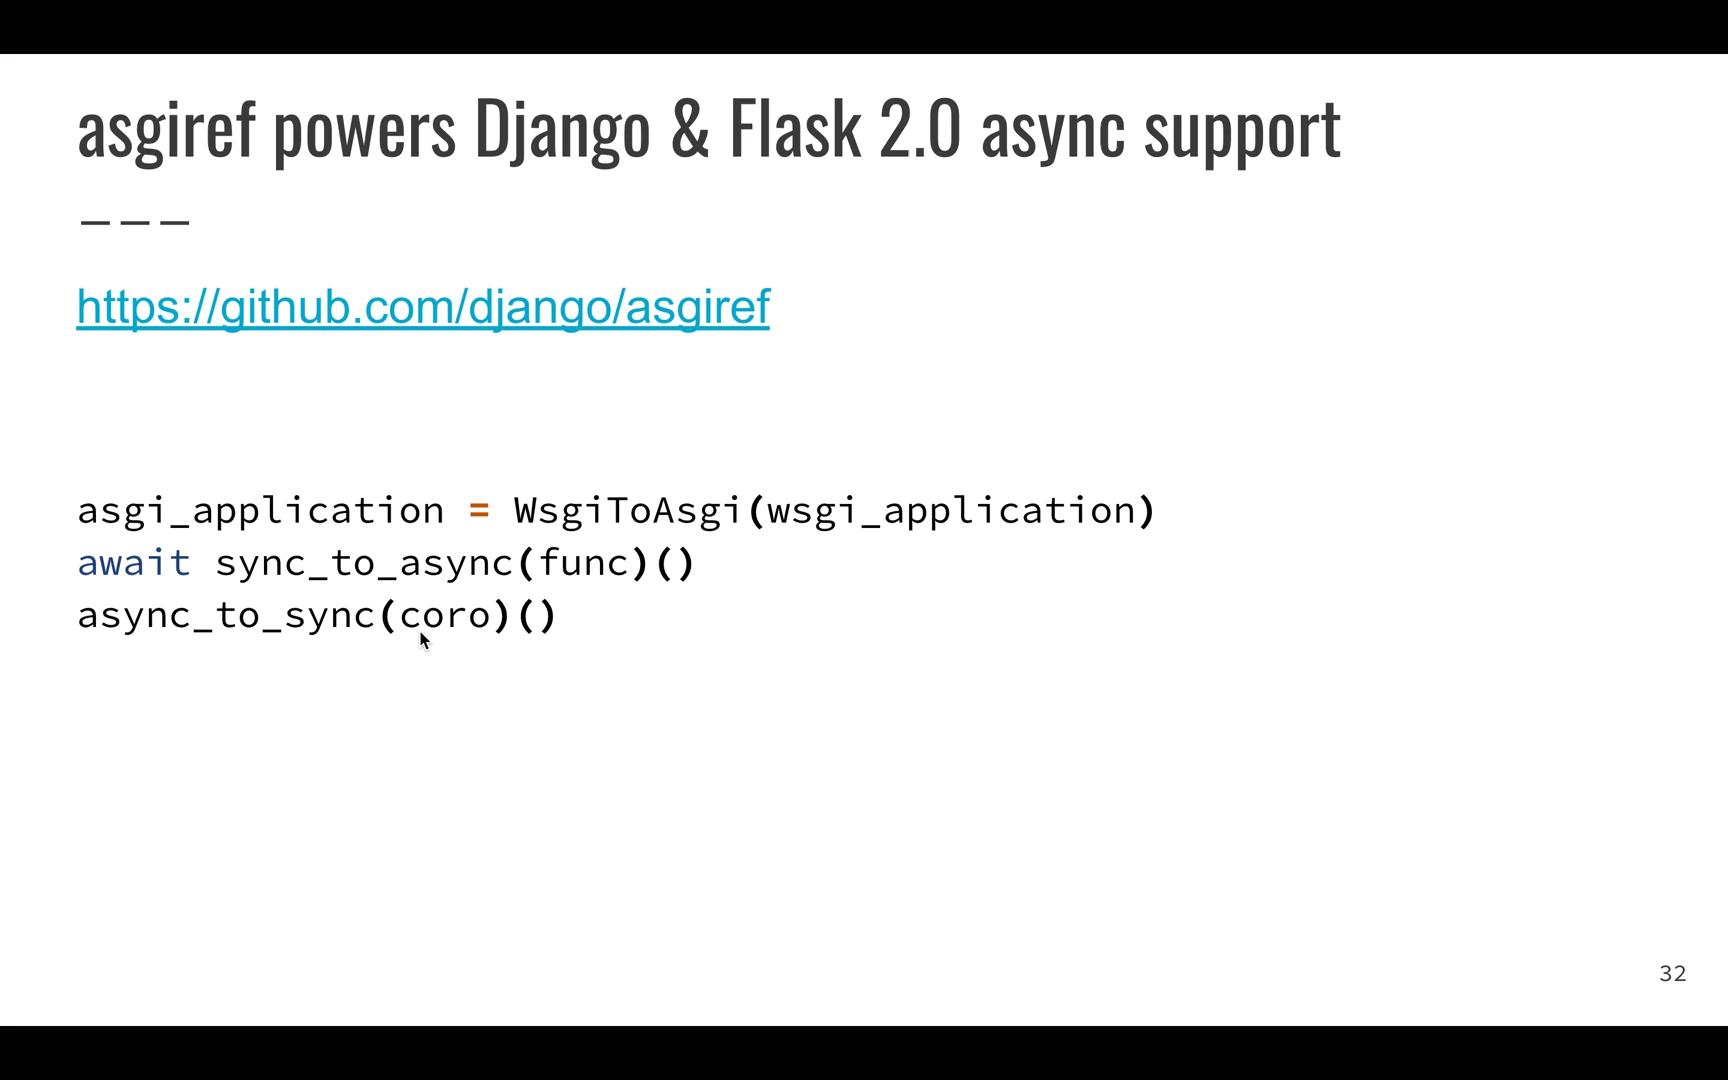 asgiref powers Django & Flask 2.0 async support
———
https://github.com/django/asgiref
asgi_application = WsgiToAsgi(wsgi_application)
await sync_to_async(func)()
async_to_sync(coro)()
32